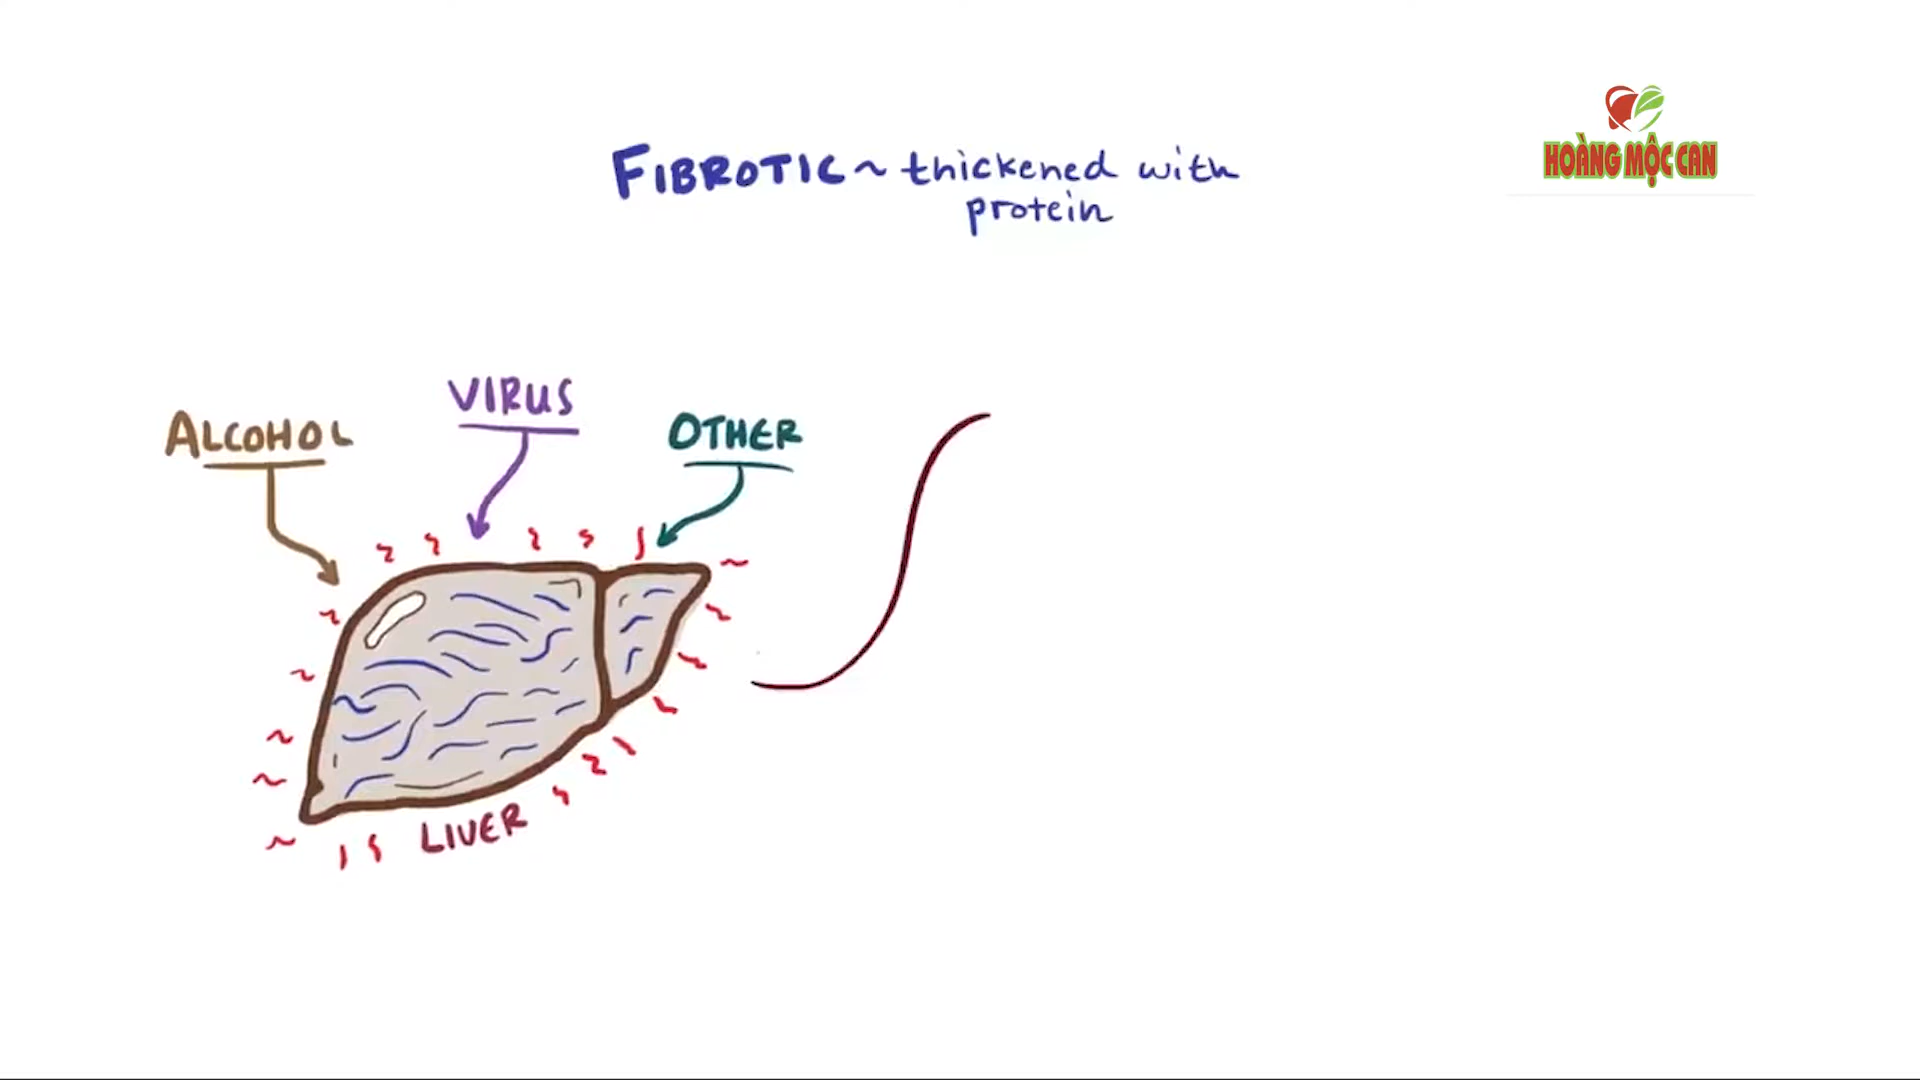 HOÀNG MỘC CAN
FIBROTIC ~ thickened with
protein
VIRUS
ALCOHOL
OTHER
LIVER